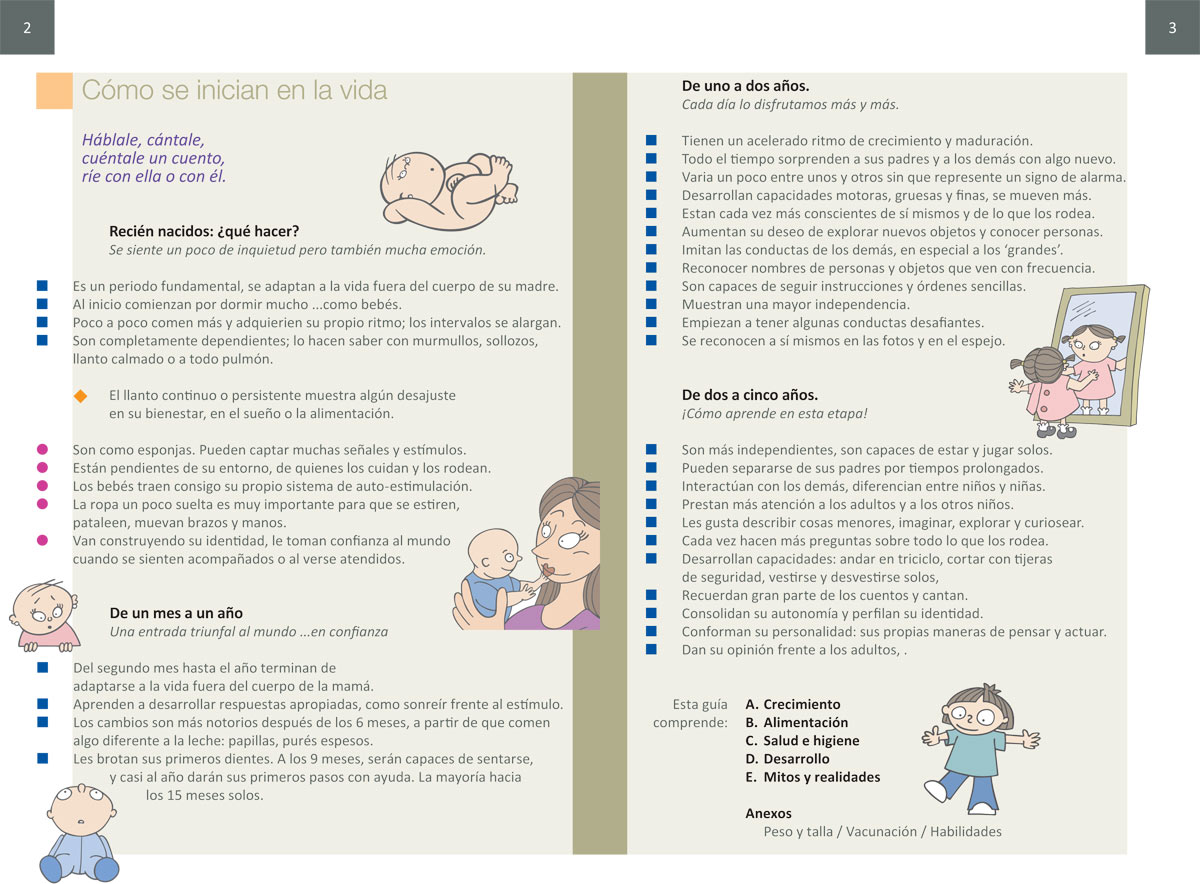 2
Cómo se inician en la vida
Háblale, cántale,
cuéntale un cuento,
ríe con ella o con él.
Recién nacidos: ¿qué hacer?
Se siente un poco de inquietud pero también mucha emoción.
Es un periodo fundamental, se adaptan a la vida fuera del cuerpo de su madre.
Al inicio comienzan por dormir mucho ...como bebés.
Poco a poco comen más y adquierien su propio ritmo; los intervalos se alargan.
Son completamente dependientes; lo hacen saber con murmullos, sollozos,
llanto calmado o a todo pulmón.
El llanto continuo o persistente muestra algún desajuste
en su bienestar, en el sueño o la alimentación.
Son como esponjas. Pueden captar muchas señales y estímulos.
Están pendientes de su entorno, de quienes los cuidan y los rodean.
Los bebés traen consigo su propio sistema de auto-estimulación.
La ropa un poco suelta es muy importante para que se estiren,
pataleen, muevan brazos y manos.
Van construyendo su identidad, le toman confianza al mundo
cuando se sienten acompañados o al verse atendidos.
De un mes a un año
Una entrada triunfal al mundo ...en confianza
Del segundo mes hasta el año terminan de
adaptarse a la vida fuera del cuerpo de la mamá.
Aprenden a desarrollar respuestas apropiadas, como sonreír frente al estímulo.
Los cambios son más notorios después de los 6 meses, a partir de que comen
algo diferente a la leche: papillas, purés espesos.
Les brotan sus primeros dientes. A los 9 meses, serán capaces de sentarse,
y casi al año darán sus primeros pasos con ayuda. La mayoría hacia
los 15 meses solos.
3
De uno a dos años.
Cada día lo disfrutamos más y más.
Tienen un acelerado ritmo de crecimiento y maduración.
Todo el tiempo sorprenden a sus padres y a los demás con algo nuevo.
Varia un poco entre unos y otros sin que represente un signo de alarma.
Desarrollan capacidades motoras, gruesas y finas, se mueven más.
Estan cada vez más conscientes de sí mismos y de lo que los rodea.
Aumentan su deseo de explorar nuevos objetos y conocer personas.
Imitan las conductas de los demás, en especial a los ‘grandes’.
Reconocer nombres de personas y objetos que ven con frecuencia.
Son capaces de seguir instrucciones y órdenes sencillas.
Muestran una mayor independencia.
Empiezan a tener algunas conductas desafiantes.
Se reconocen a sí mismos en las fotos y en el espejo.
De dos a cinco años.
¡Cómo aprende en esta etapa!
Son más independientes, son capaces de estar y jugar solos.
Pueden separarse de sus padres por tiempos prolongados.
Interactúan con los demás, diferencian entre niños y niñas.
Prestan más atención a los adultos y a los otros niños.
Les gusta describir cosas menores, imaginar, explorar y curiosear.
Cada vez hacen más preguntas sobre todo lo que los rodea.
Desarrollan capacidades: andar en triciclo, cortar con tijeras
de seguridad, vestirse y desvestirse solos,
Recuerdan gran parte de los cuentos y cantan.
Consolidan su autonomía y perfilan su identidad.
Conforman su personalidad: sus propias maneras de pensar y actuar.
Dan su opinión frente a los adultos, .
Esta guía comprende:
A. Crecimiento
B. Alimentación
C. Salud e higiene
D. Desarrollo
E. Mitos y realidades
Anexos
Peso y talla / Vacunación / Habilidades